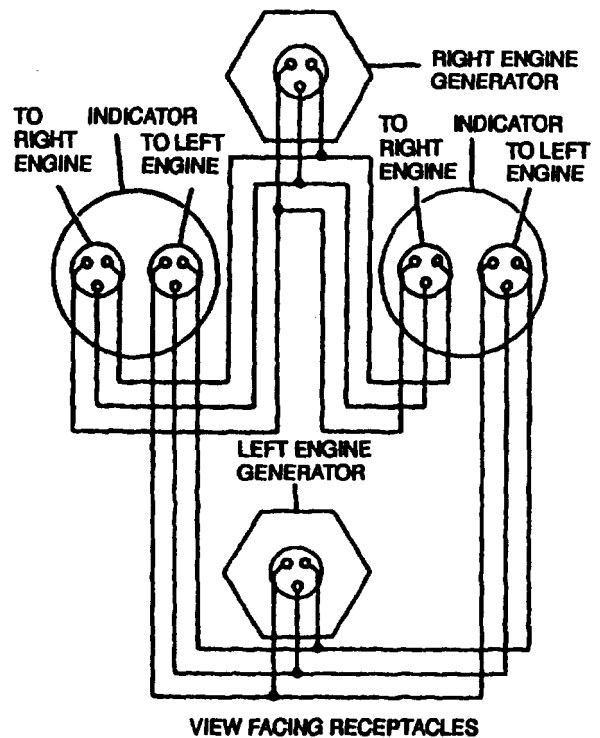 RIGHT ENGINE
GENERATOR
TO
RIGHT
ENGINE
INDICATOR
TO LEFT
ENGINE
TO
RIGHT
ENGINE
INDICATOR
TO LEFT
ENGINE
LEFT ENGINE
GENERATOR
VIEW FACING RECEPTACLES